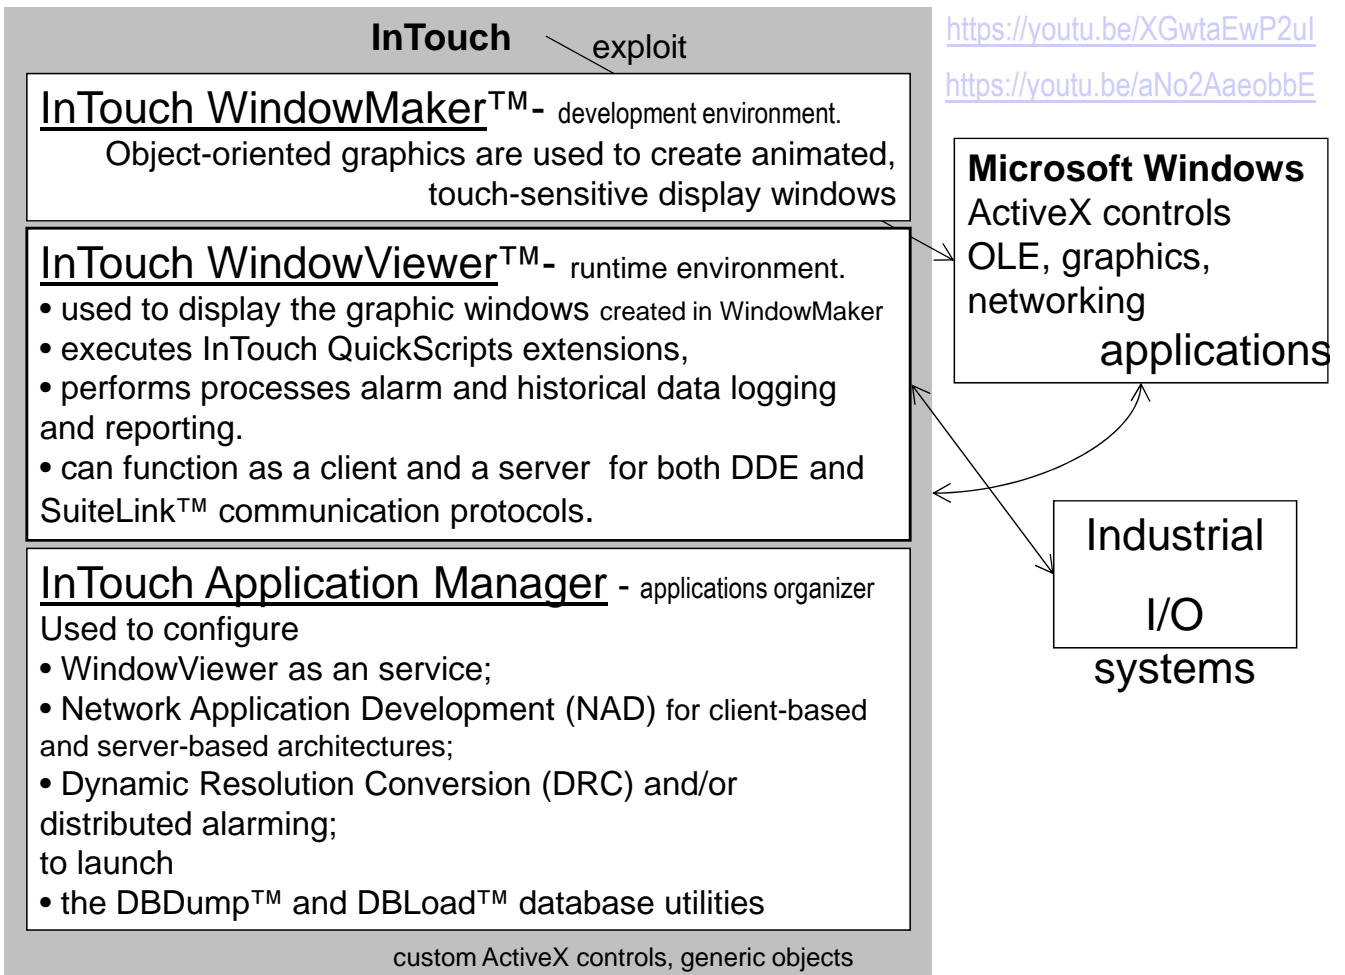 InTouch
exploit
InTouch WindowMaker™- development environment.
Object-oriented graphics are used to create animated,
touch-sensitive display windows
InTouch WindowViewer™- runtime environment.
• used to display the graphic windows created in WindowMaker
• executes InTouch QuickScripts extensions,
• performs processes alarm and historical data logging
and reporting.
• can function as a client and a server for both DDE and
SuiteLink™ communication protocols.
InTouch Application Manager - applications organizer
Used to configure
• WindowViewer as an service;
• Network Application Development (NAD) for client-based
and server-based architectures;
• Dynamic Resolution Conversion (DRC) and/or
distributed alarming;
to launch
• the DBDump™ and DBLoad™ database utilities
custom ActiveX controls, generic objects
https://youtu.be/XGwtaEwP2uI
https://youtu.be/aNo2AaeobbE
Microsoft Windows
ActiveX controls
OLE, graphics,
networking
applications
Industrial
I/O
systems